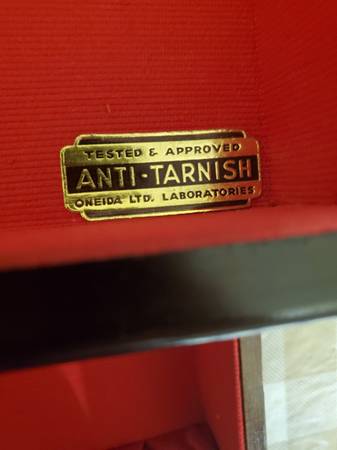 TESTED & APPROVED
ANTI-TARNISH
ONEIDA LTD. LABORATORIES